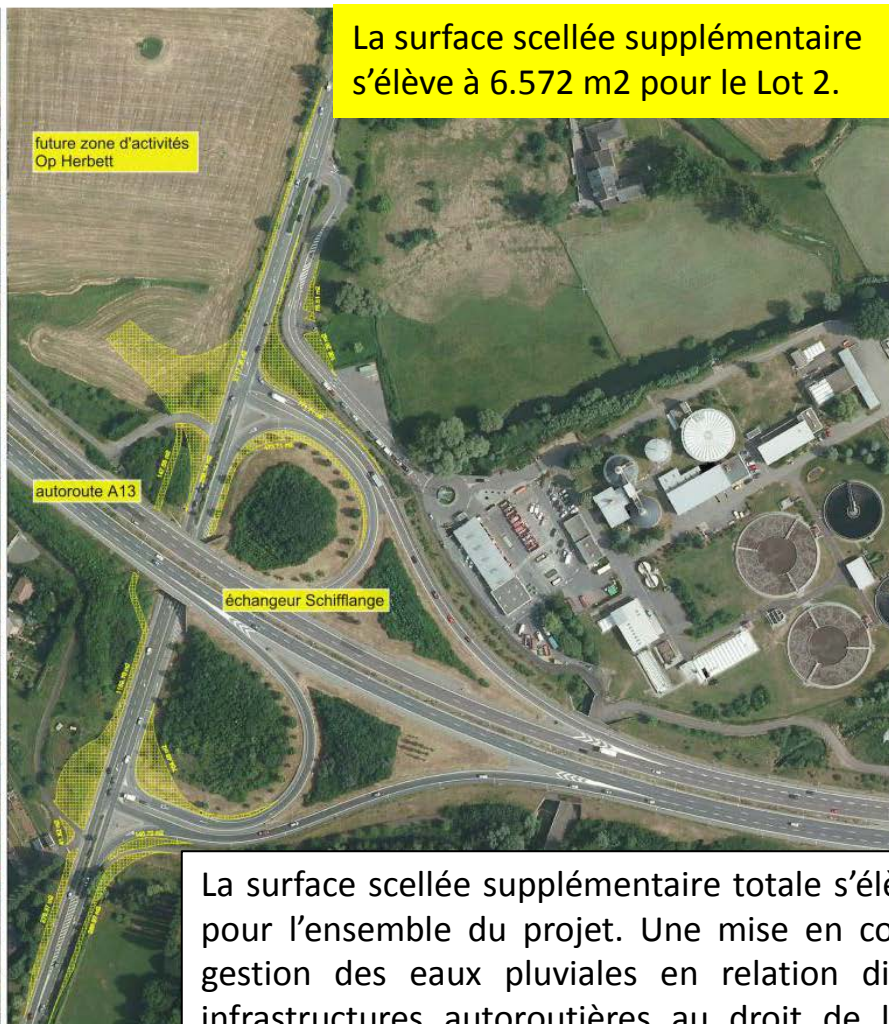 La surface scellée supplémentaire
s’élève à 6.572 m2 pour le Lot 2.
future zone d'activités
Op Herbett
autoroute A13
échangeur Schifflange
La surface scellée supplémentaire totale s’élè
pour l’ensemble du projet. Une mise en co
gestion des eaux pluviales en relation di
infrastructures autoroutières au droit de l